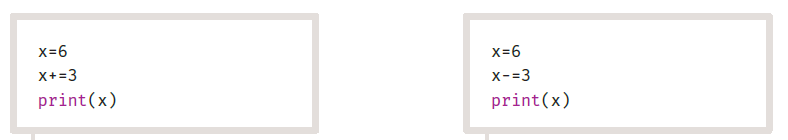 x=6
x+=3
print(x)
x=6
x-=3
print(x)